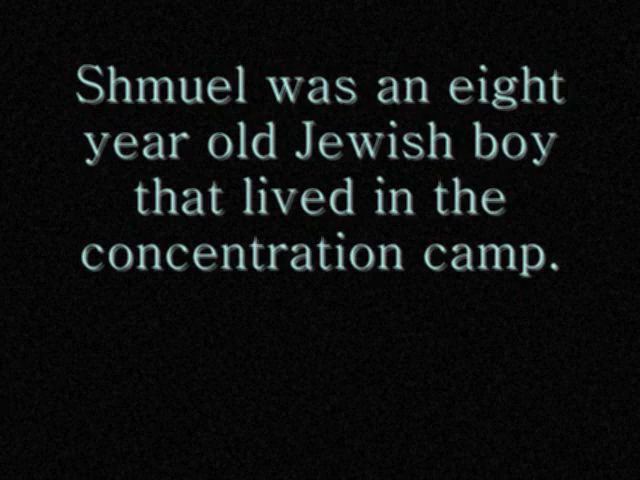 Shmuel was an eight
year old Jewish boy
that lived in the
concentration camp.